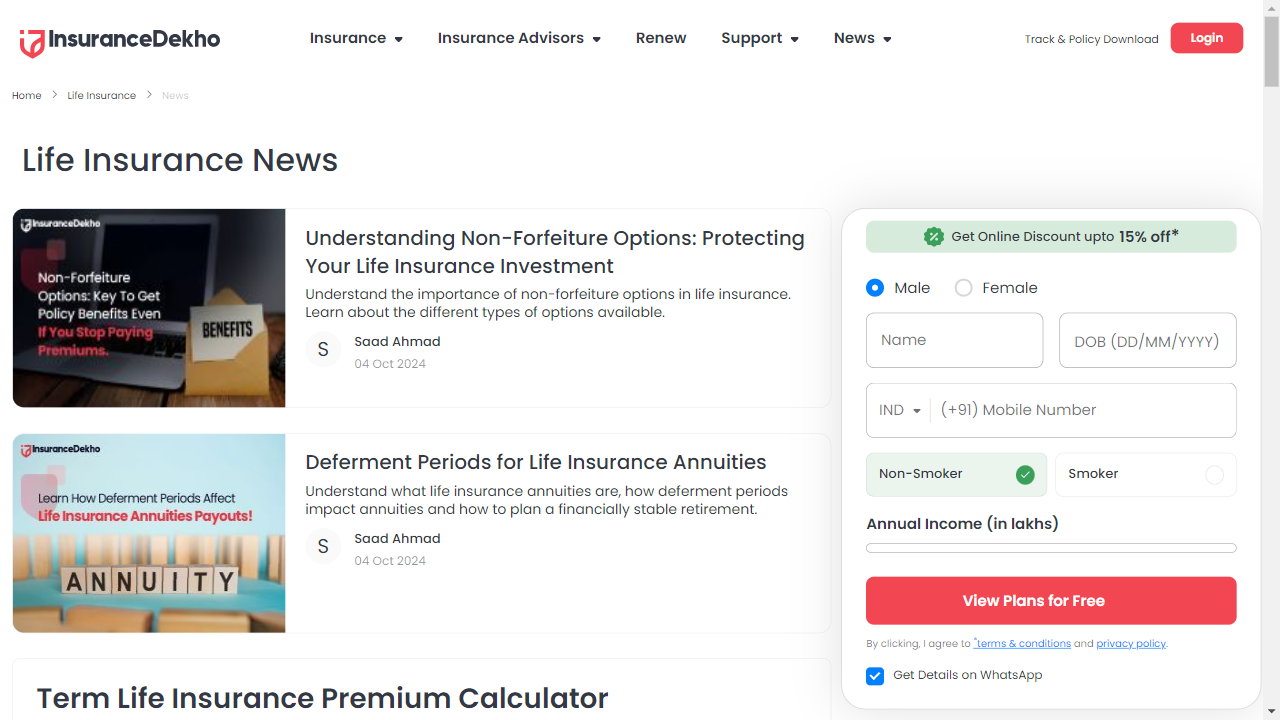 InsuranceDekho
Insurance
Insurance Advisors
Renew
Support
News
Track & Policy Download
Login
Home
Life Insurance
News
Life Insurance News
InsuranceDekho
Non-Forfeiture
Options: Key To Get
Policy Benefits Even
If You Stop Paying
Premiums.
BENEFITS
Understanding Non-Forfeiture Options: Protecting
Your Life Insurance Investment
Understand the importance of non-forfeiture options in life insurance.
Learn about the different types of options available.
S
Saad Ahmad
04 Oct 2024
InsuranceDekho
Learn How Deferment Periods Affect
Life Insurance Annuities Payouts!
ANNUITY
Deferment Periods for Life Insurance Annuities
Understand what life insurance annuities are, how deferment periods
impact annuities and how to plan a financially stable retirement.
S
Saad Ahmad
04 Oct 2024
Term Life Insurance Premium Calculator
Get Online Discount upto 15% off*
Male
Female
Name
DOB (DD/MM/YYYY)
IND
(+91) Mobile Number
Non-Smoker
Smoker
Annual Income (in lakhs)
View Plans for Free
By clicking, I agree to *terms & conditions and privacy policy.
Get Details on WhatsApp